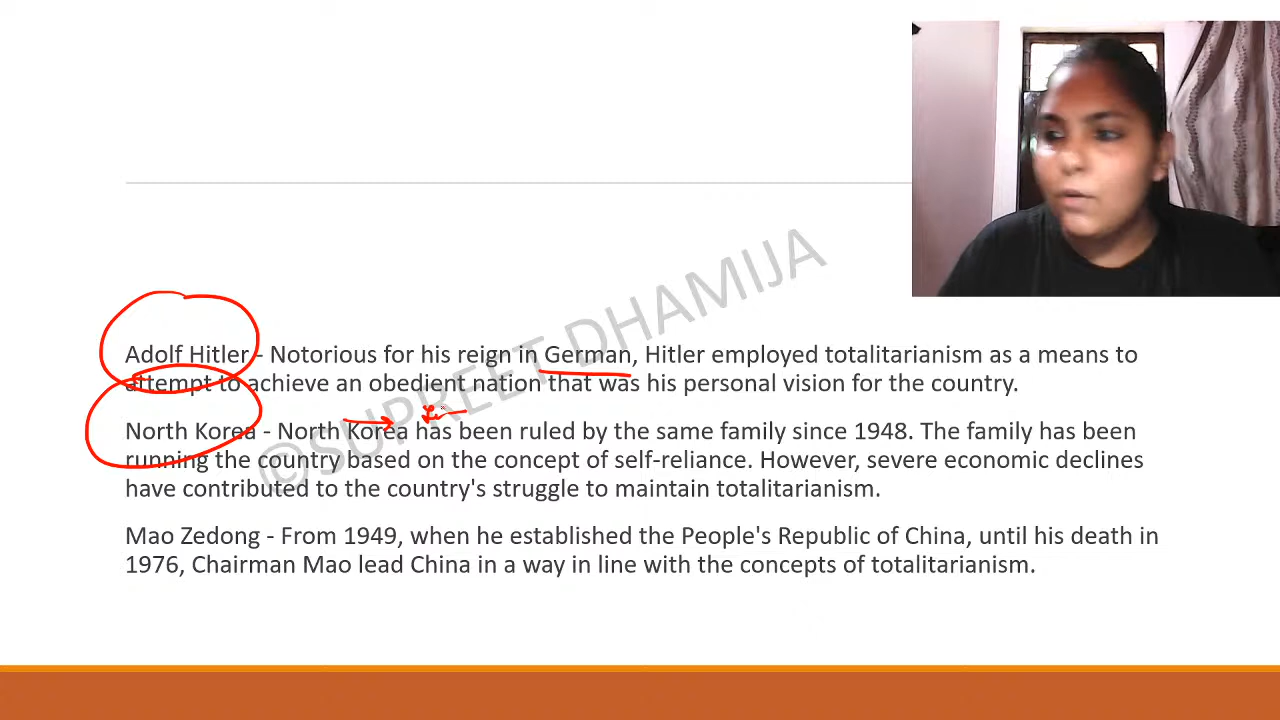 ©SUPREET DHAMIJA
Adolf Hitler - Notorious for his reign in German, Hitler employed totalitarianism as a means to
attempt to achieve an obedient nation that was his personal vision for the country.
North Korea - North Korea has been ruled by the same family since 1948. The family has been
running the country based on the concept of self-reliance. However, severe economic declines
have contributed to the country's struggle to maintain totalitarianism.
Mao Zedong - From 1949, when he established the People's Republic of China, until his death in
1976, Chairman Mao lead China in a way in line with the concepts of totalitarianism.